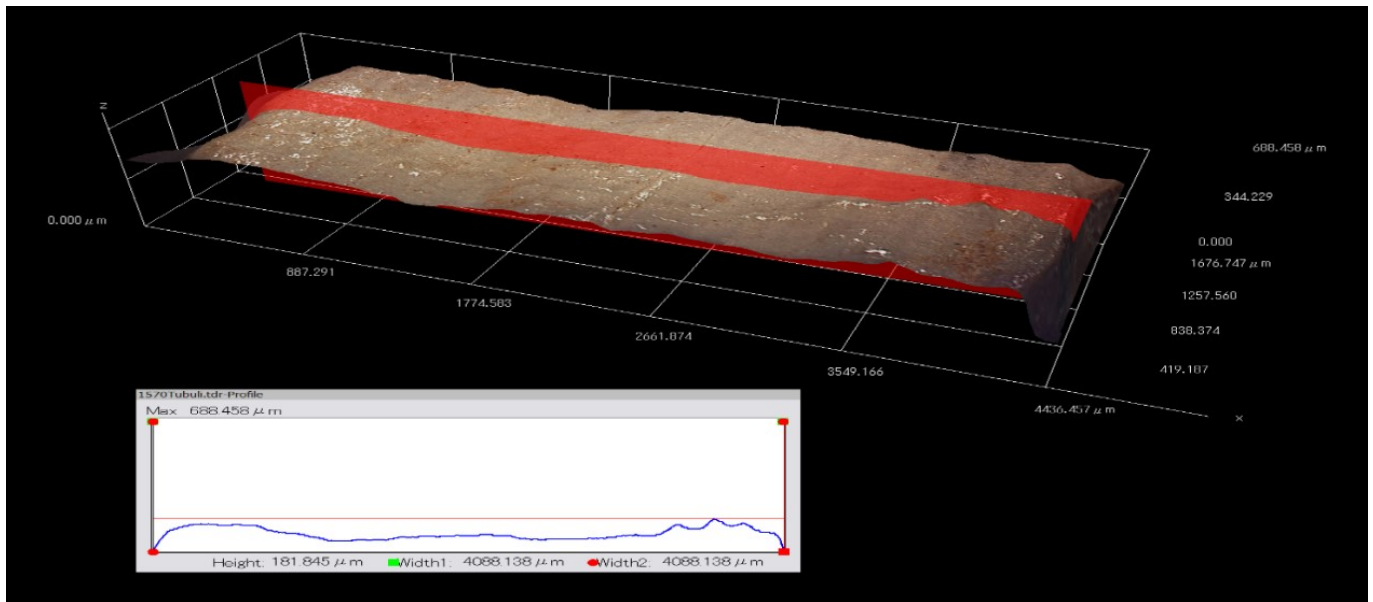 z
688.458 μm
344.229
0.000 μm
0.000
1676.747 μm
887.291
1257.560
1774.583
838.374
2661.874
419.187
3549.166
4436.457 μm
x
1570Tubuli.tdr-Profile
Max 688.458 μm
Height: 181.845 μm Width1: 4088.138 μm Width2: 4088.138 μm